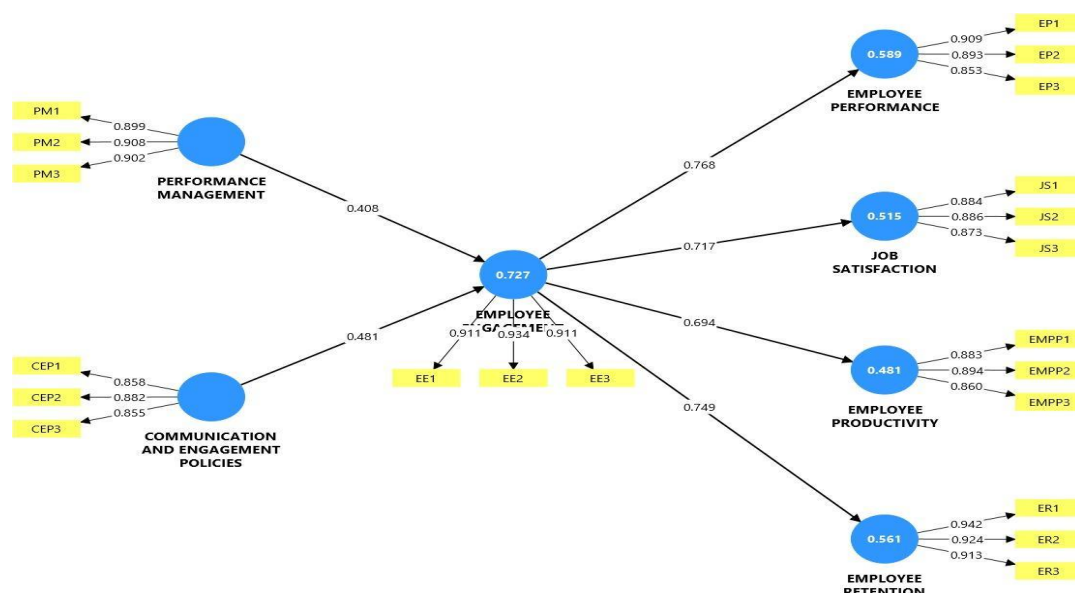 PM1
PM2
PM3
0.899
0.908
0.902
PERFORMANCE
MANAGEMENT
0.408
CEP1
CEP2
CEP3
0.858
0.882
0.855
COMMUNICATION
AND ENGAGEMENT
POLICIES
0.481
0.727
EMPLOYEE
ENGAGEMENT
0.911
0.934
0.911
EE1
EE2
EE3
0.768
0.589
EMPLOYEE
PERFORMANCE
0.909
0.893
0.853
EP1
EP2
EP3
0.717
0.515
JOB
SATISFACTION
0.884
0.886
0.873
JS1
JS2
JS3
0.694
0.481
EMPLOYEE
PRODUCTIVITY
0.883
0.894
0.860
EMPP1
EMPP2
EMPP3
0.749
0.561
EMPLOYEE
RETENTION
0.942
0.924
0.913
ER1
ER2
ER3